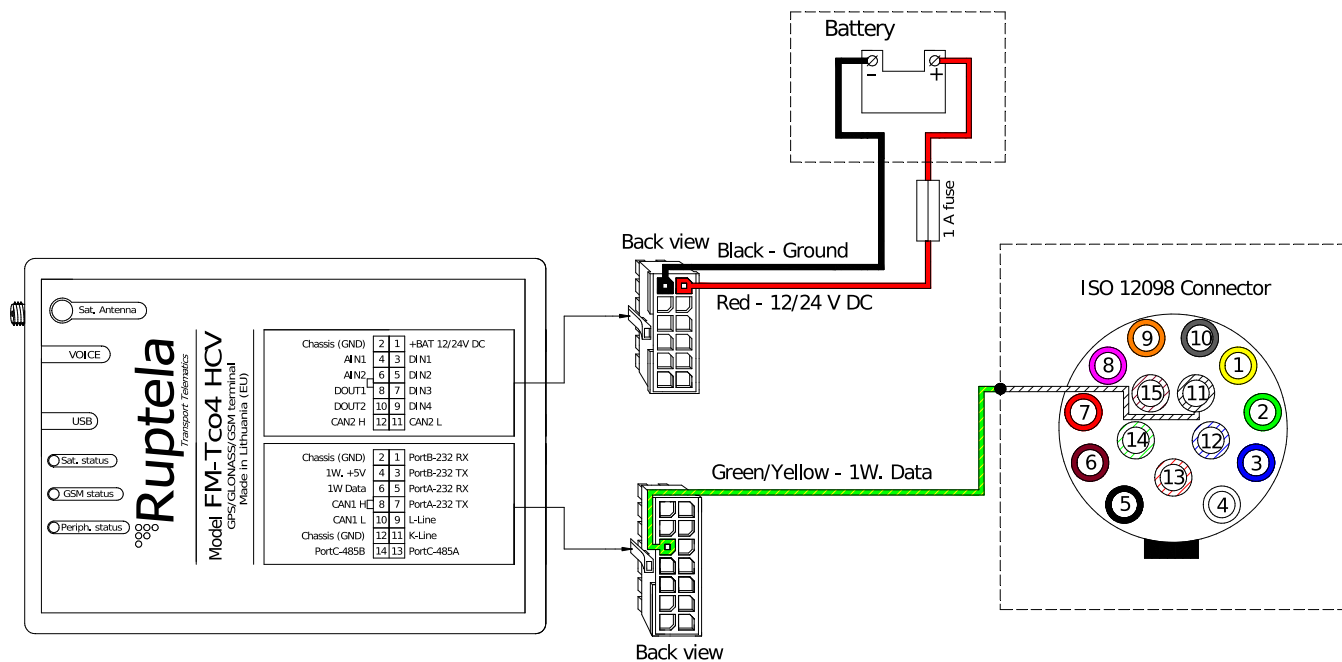 Battery
- +
1 A fuse
Back view
Black - Ground
Red - 12/24 V DC
ISO 12098 Connector
9 10
8 1
15 11
7 2
14 12
6 3
13
5 4
Green/Yellow - 1W. Data
Back view
Sat. Antenna
VOICE
USB
Sat. status
GSM status
Periph. status
Ruptela
Transport Telematics
Model FM-Tco4 HCV
GPS/GLONASS/GSM terminal
Made in Lithuania (EU)
Chassis (GND) 2 1 +BAT 12/24V DC
AIN1 4 3 DIN1
AIN2 6 5 DIN2
DOUT1 8 7 DIN3
DOUT2 10 9 DIN4
CAN2 H 12 11 CAN2 L
Chassis (GND) 2 1 PortB-232 RX
1W. +5V 4 3 PortB-232 TX
1W Data 6 5 PortA-232 RX
CAN1 H 8 7 PortA-232 TX
CAN1 L 10 9 L-Line
Chassis (GND) 12 11 K-Line
PortC-485B 14 13 PortC-485A